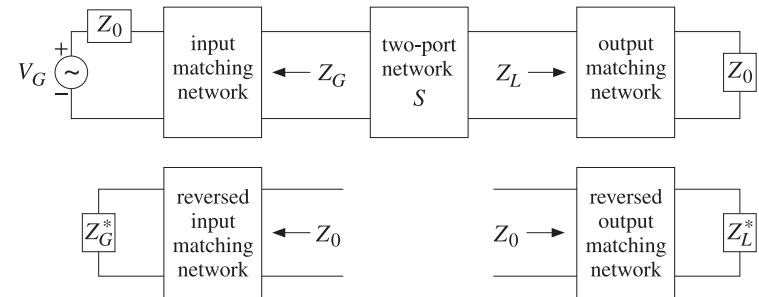 Z0
input
matching
network
+
VG
~
−
ZG
two-port
network
S
ZL
output
matching
network
Z0
reversed
input
matching
network
Z*G
Z0
Z0
reversed
output
matching
network
Z*L